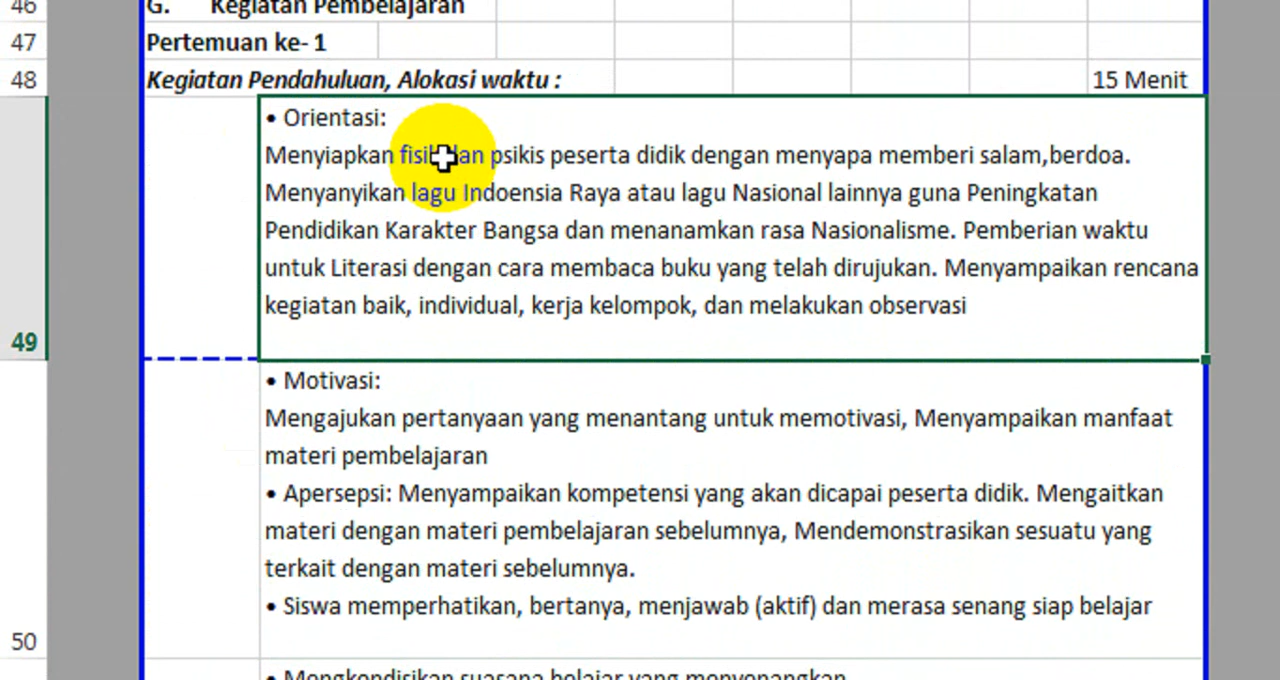 46 G. Kegiatan Pembelajaran
47 Pertemuan ke- 1
48 Kegiatan Pendahuluan, Alokasi waktu : 15 Menit
• Orientasi:
Menyiapkan fisik dan psikis peserta didik dengan menyapa memberi salam,berdoa.
Menyanyikan lagu Indoensia Raya atau lagu Nasional lainnya guna Peningkatan
Pendidikan Karakter Bangsa dan menanamkan rasa Nasionalisme. Pemberian waktu
untuk Literasi dengan cara membaca buku yang telah dirujukan. Menyampaikan rencana
kegiatan baik, individual, kerja kelompok, dan melakukan observasi
49
• Motivasi:
Mengajukan pertanyaan yang menantang untuk memotivasi, Menyampaikan manfaat
materi pembelajaran
• Apersepsi: Menyampaikan kompetensi yang akan dicapai peserta didik. Mengaitkan
materi dengan materi pembelajaran sebelumnya, Mendemonstrasikan sesuatu yang
terkait dengan materi sebelumnya.
• Siswa memperhatikan, bertanya, menjawab (aktif) dan merasa senang siap belajar
50
• Mengkondisikan suasana belajar yang menyenangkan